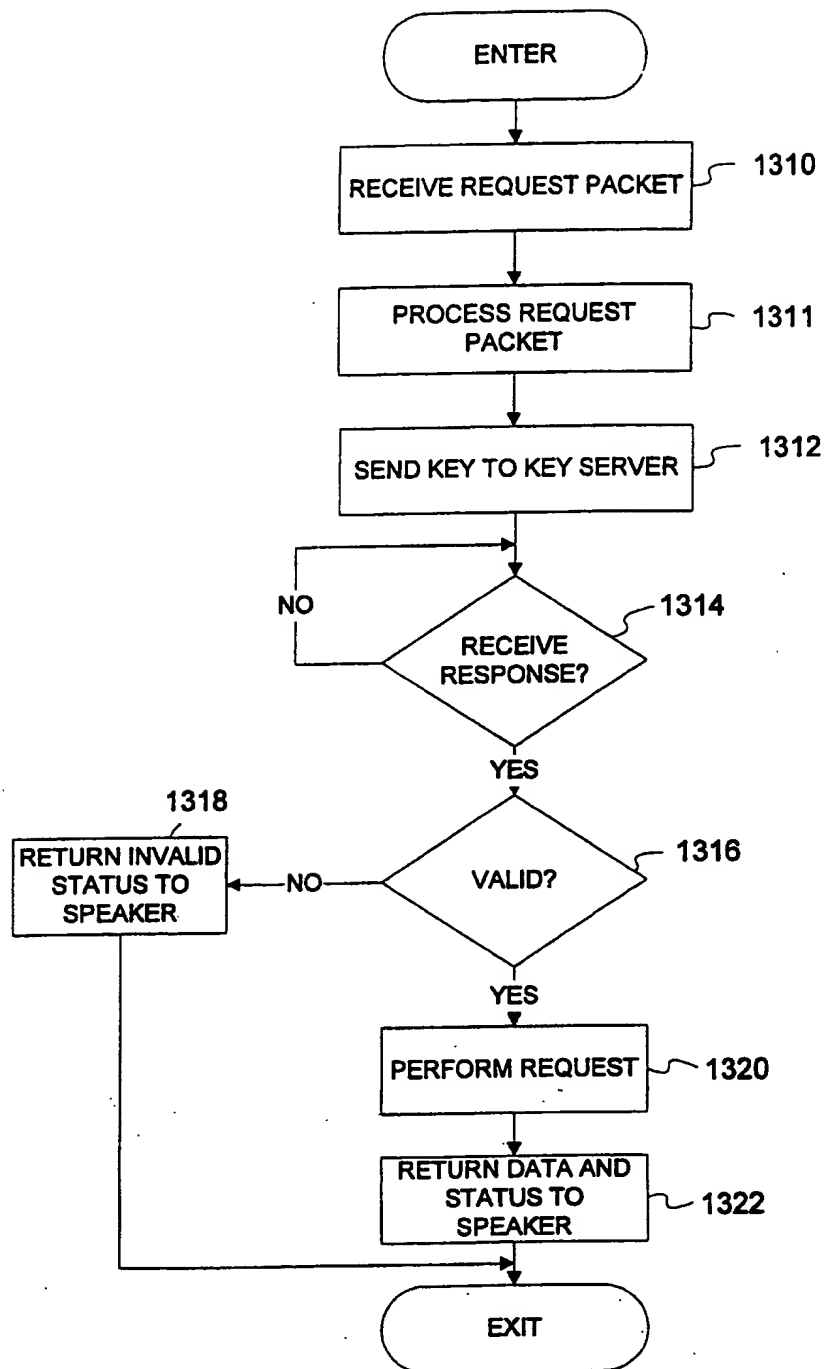 ENTER
RECEIVE REQUEST PACKET
1310
PROCESS REQUEST
PACKET
1311
SEND KEY TO KEY SERVER
1312
NO
RECEIVE
RESPONSE?
1314
YES
1318
RETURN INVALID
STATUS TO
SPEAKER
NO
VALID?
1316
YES
PERFORM REQUEST
1320
RETURN DATA AND
STATUS TO
SPEAKER
1322
EXIT